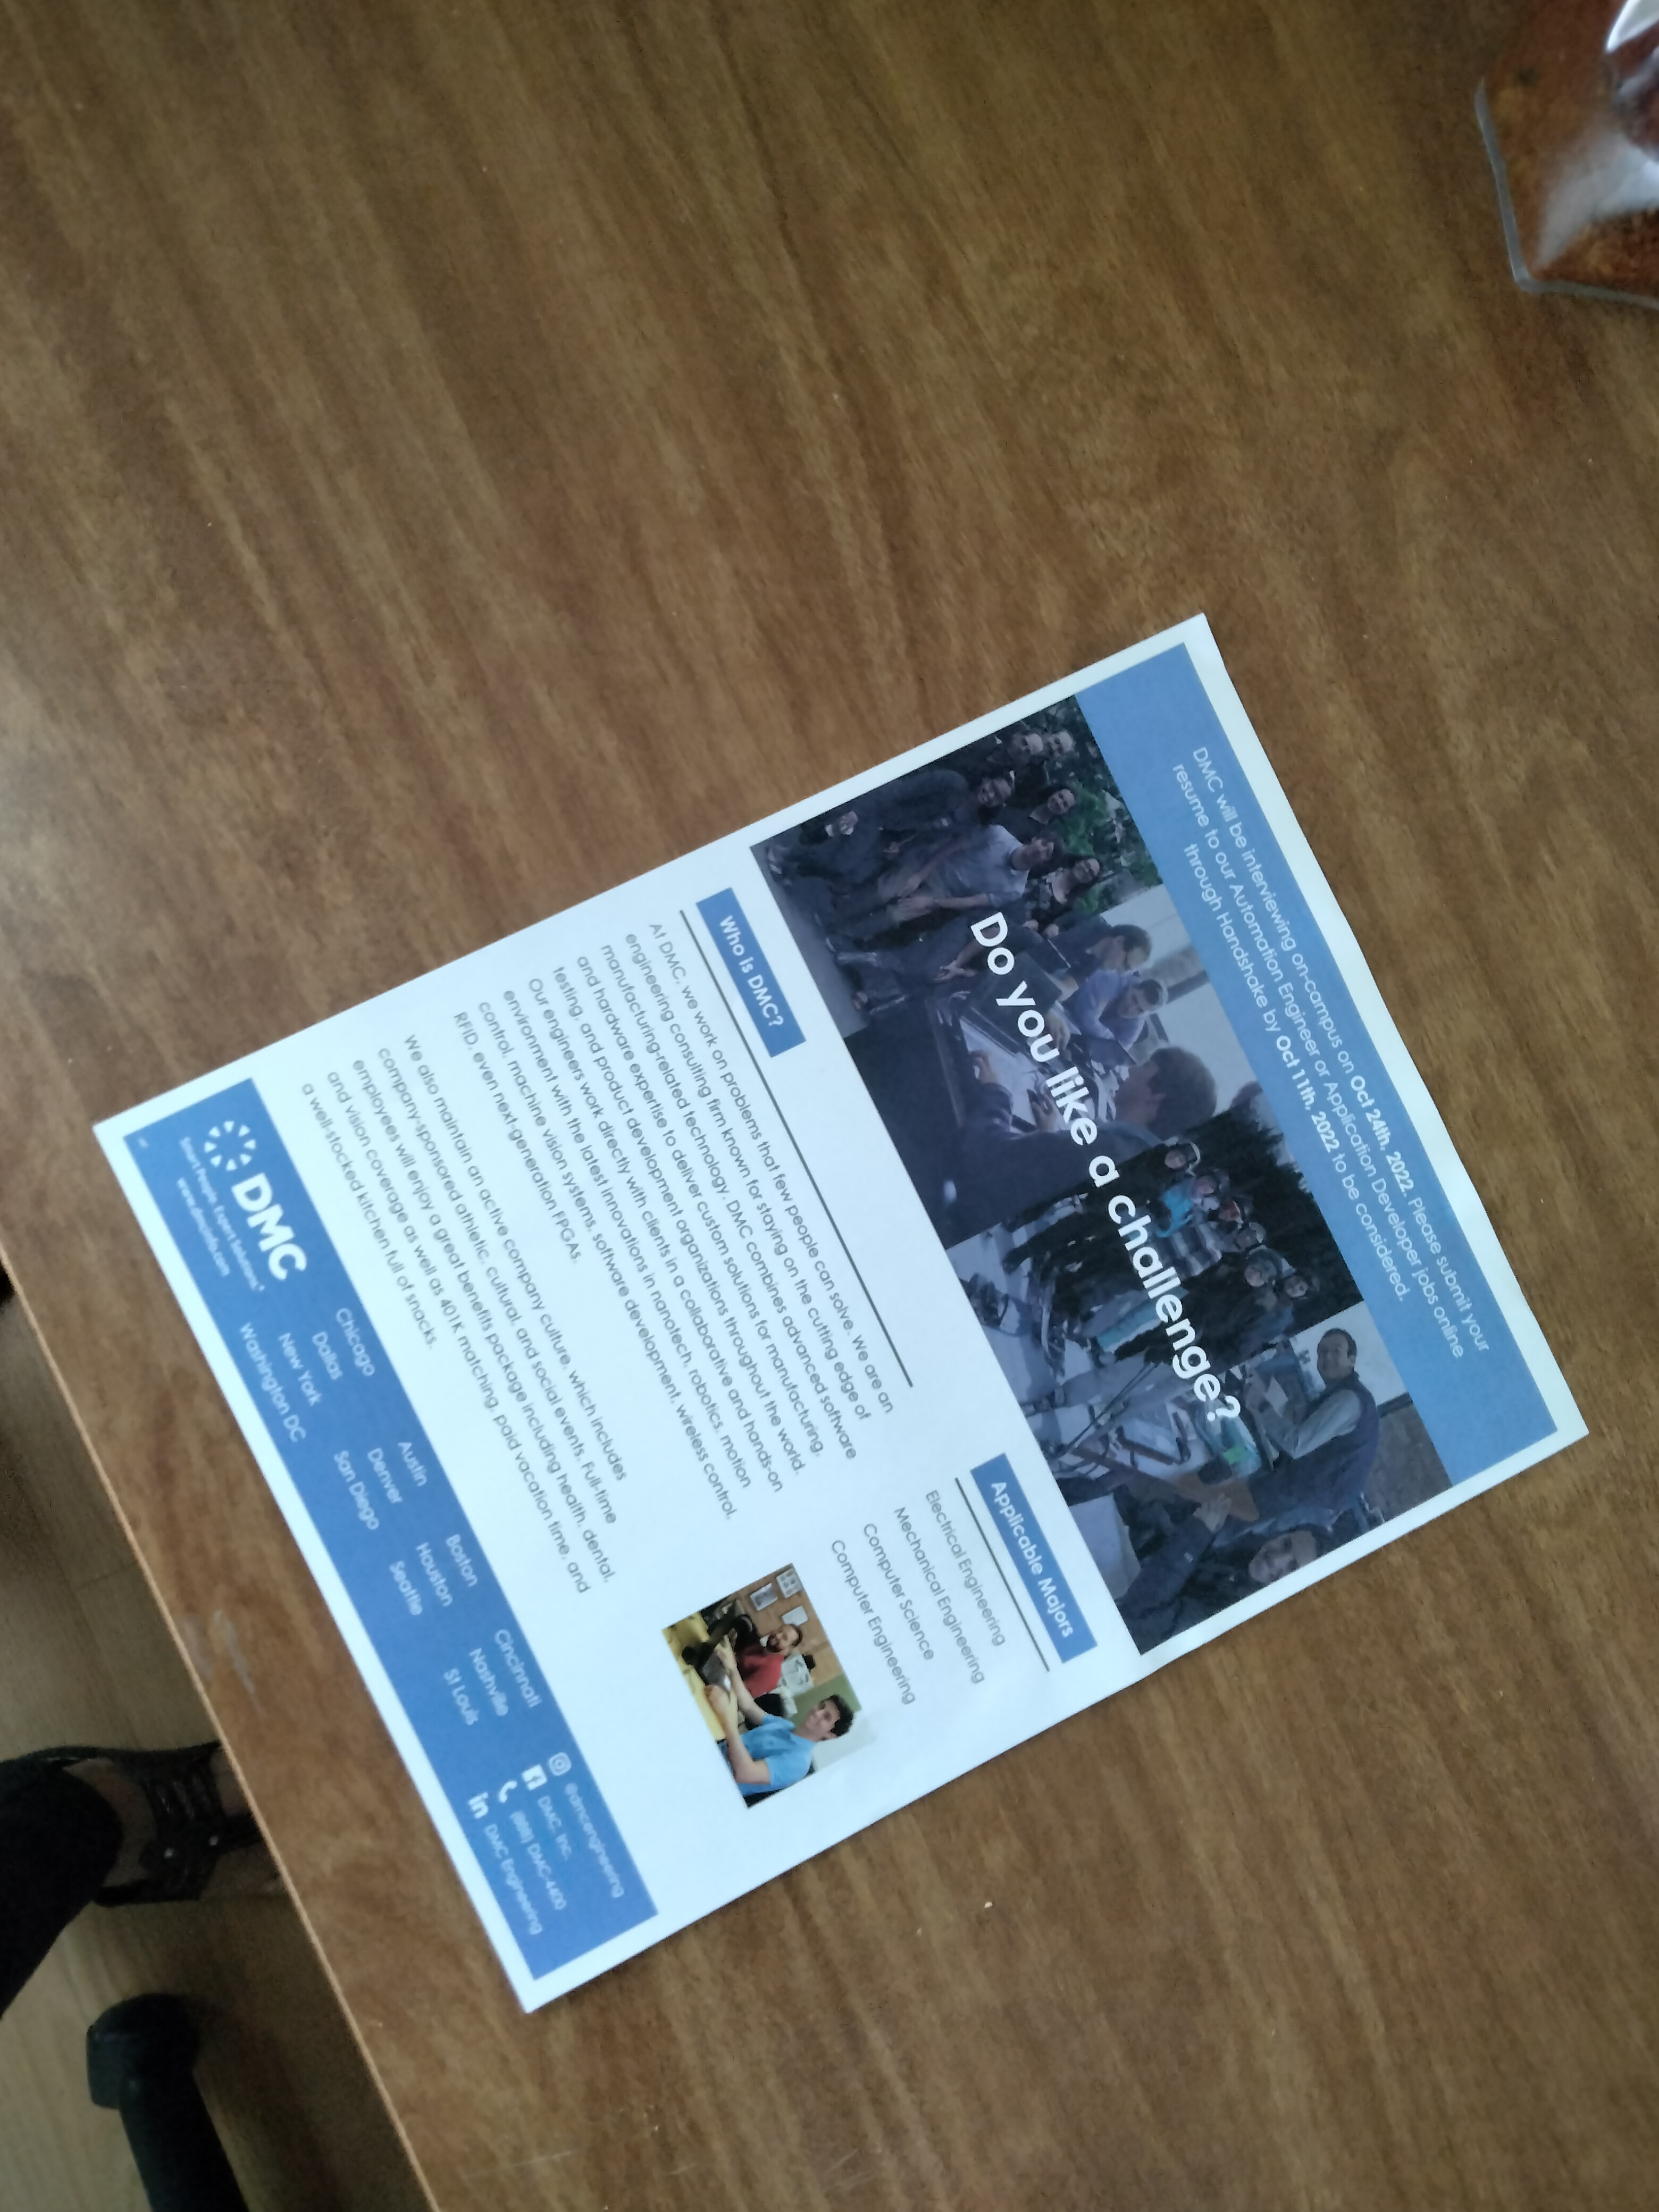 DMC will be interviewing on-campus on Oct 24th, 2022. Please submit your
resume to our Automation Engineer or Application Developer jobs online
through Handshake by Oct 11th, 2022 to be considered.
Do you like a challenge?
Who is DMC?
At DMC, we work on problems that few people can solve. We are an
engineering consulting firm known for staying on the cutting edge of
manufacturing-related technology. DMC combines advanced software
and hardware expertise to deliver custom solutions for manufacturing,
testing, and product development organizations throughout the world.
Our engineers work directly with clients in a collaborative and hands-on
environment with the latest innovations in nanotech, robotics, motion
control, machine vision systems, software development, wireless control,
RFID, even next-generation FPGAs.
We also maintain an active company culture, which includes
company-sponsored athletic, cultural, and social events. Full-time
employees will enjoy a great benefits package including health, dental,
and vision coverage as well as 401K matching, paid vacation time, and
a well-stocked kitchen full of snacks.
Applicable Majors
Electrical Engineering
Mechanical Engineering
Computer Science
Computer Engineering
DMC
Smart People. Expert Solutions.®
www.dmcinfo.com
Chicago Austin Boston Cincinnati
Dallas Denver Houston Nashville
New York San Diego Seattle St Louis
Washington DC
@dmcengineering
DMC, Inc.
(888) DMC-4400
in DMC Engineering